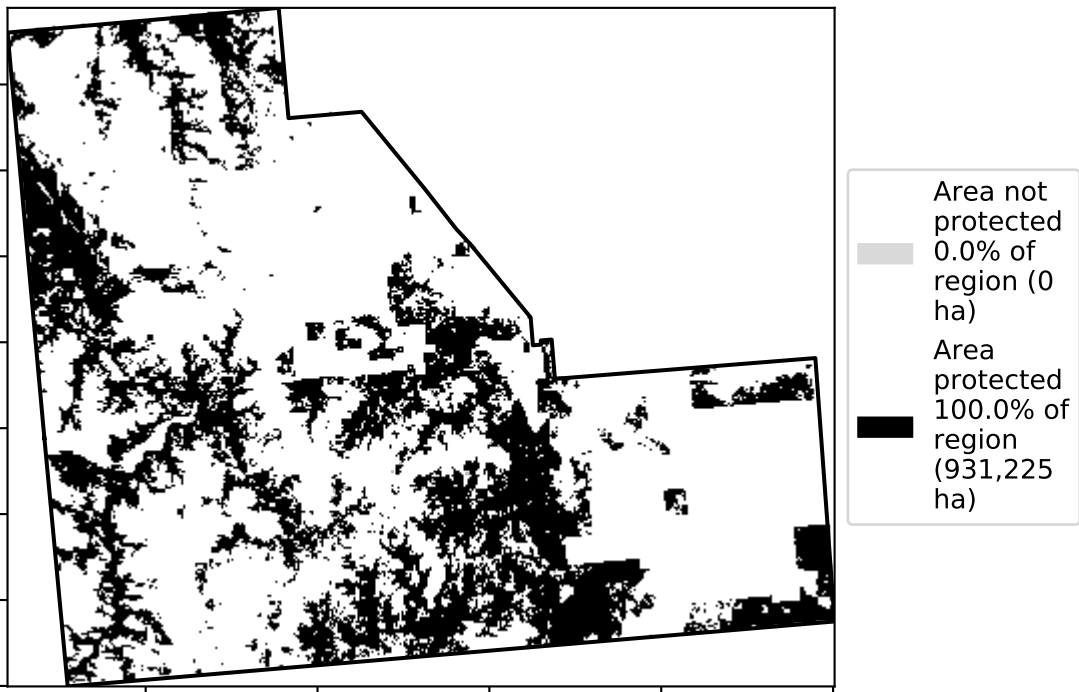 Area not
protected
0.0% of
region (0
ha)
Area
protected
100.0% of
region
(931,225
ha)